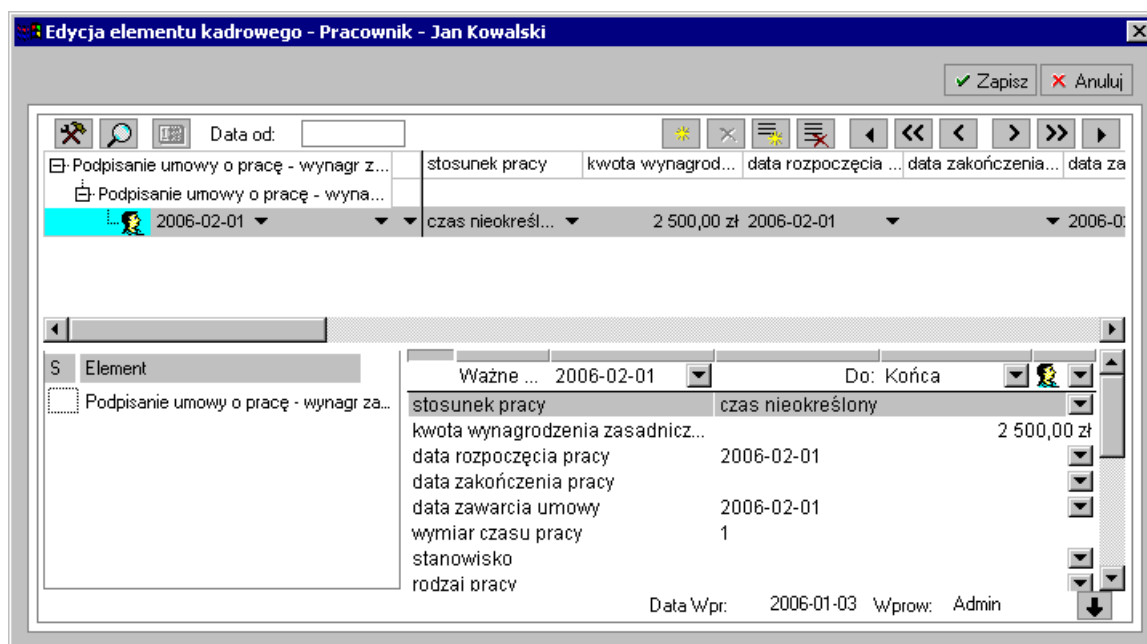 Edycja elementu kadrowego - Pracownik - Jan Kowalski
Zapisz Anuluj
Data od:
Podpisanie umowy o pracę - wynagr z... stosunek pracy kwota wynagrod... data rozpoczęcia ... data zakończenia... data za
Podpisanie umowy o pracę - wyna...
2006-02-01 czas nieokreśl... 2 500,00 zł 2006-02-01 2006-0
S Element
Podpisanie umowy o pracę - wynagr za...
Ważne ... 2006-02-01 Do: Końca
stosunek pracy czas nieokreślony
kwota wynagrodzenia zasadnicz... 2 500,00 zł
data rozpoczęcia pracy 2006-02-01
data zakończenia pracy
data zawarcia umowy 2006-02-01
wymiar czasu pracy 1
stanowisko
rodzaj pracy
Data Wpr: 2006-01-03 Wprow: Admin